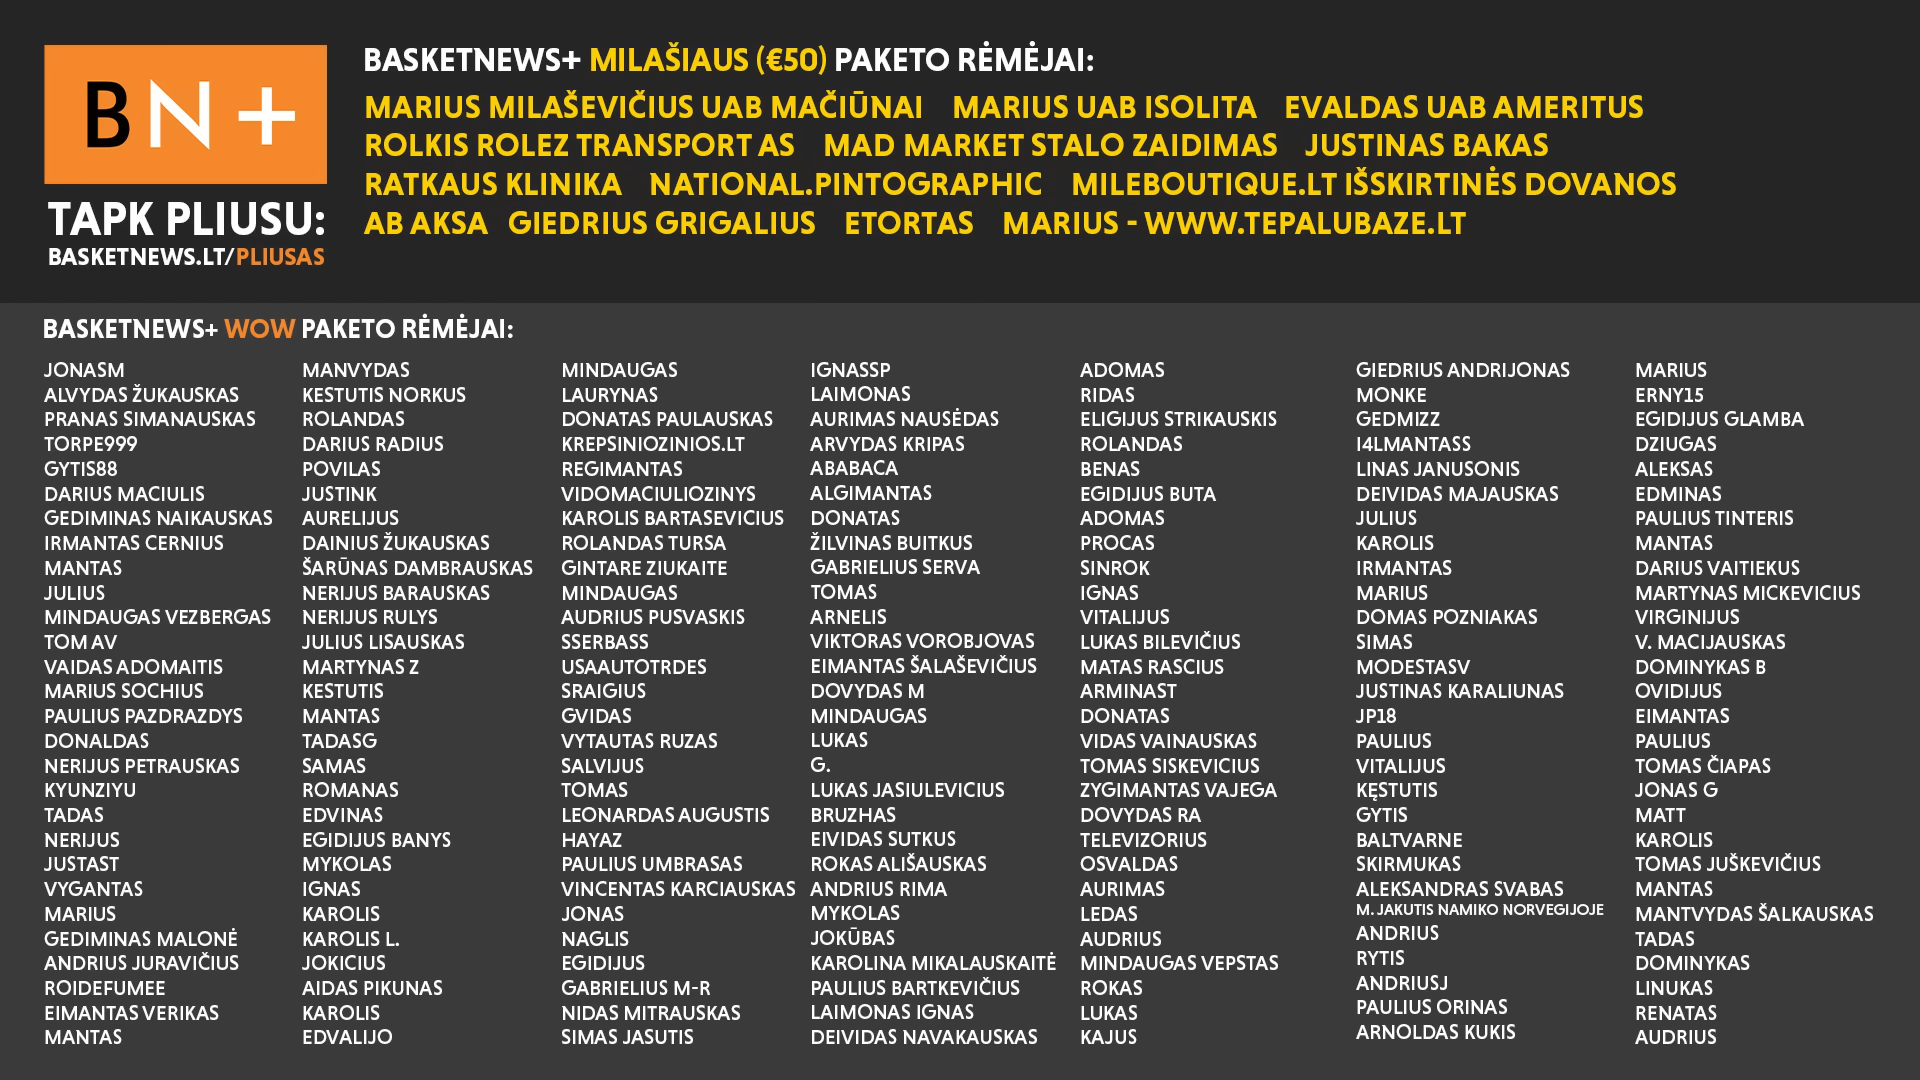 BN+
TAPK PLIUSU:
BASKETNEWS.LT/PLIUSAS
BASKETNEWS+ MILAŠIAUS (€50) PAKETO RĖMĖJAI:
MARIUS MILAŠEVIČIUS UAB MAČIŪNAI MARIUS UAB ISOLITA EVALDAS UAB AMERITUS
ROLKIS ROLEZ TRANSPORT AS MAD MARKET STALO ZAIDIMAS JUSTINAS BAKAS
RATKAUS KLINIKA NATIONAL.PINTOGRAPHIC MILEBOUTIQUE.LT IŠSKIRTINĖS DOVANOS
AB AKSA GIEDRIUS GRIGALIUS ETORTAS MARIUS - WWW.TEPALUBAZE.LT
BASKETNEWS+ WOW PAKETO RĖMĖJAI:
JONASM
ALVYDAS ŽUKAUSKAS
PRANAS SIMANAUSKAS
TORPE999
GYTIS88
DARIUS MACIULIS
GEDIMINAS NAIKAUSKAS
IRMANTAS CERNIUS
MANTAS
JULIUS
MINDAUGAS VEZBERGAS
TOM AV
VAIDAS ADOMAITIS
MARIUS SOCHIUS
PAULIUS PAZDRAZDYS
DONALDAS
NERIJUS PETRAUSKAS
KYUNZIYU
TADAS
NERIJUS
JUSTAST
VYGANTAS
MARIUS
GEDIMINAS MALONĖ
ANDRIUS JURAVIČIUS
ROIDEFUMEE
EIMANTAS VERIKAS
MANTAS
MANVYDAS
KESTUTIS NORKUS
ROLANDAS
DARIUS RADIUS
POVILAS
JUSTINK
AURELIJUS
DAINIUS ŽUKAUSKAS
ŠARŪNAS DAMBRAUSKAS
NERIJUS BARAUSKAS
NERIJUS RULYS
JULIUS LISAUSKAS
MARTYNAS Z
KESTUTIS
MANTAS
TADASG
SAMAS
ROMANAS
EDVINAS
EGIDIJUS BANYS
MYKOLAS
IGNAS
KAROLIS
KAROLIS L.
JOKICIUS
AIDAS PIKUNAS
KAROLIS
EDVALIJO
MINDAUGAS
LAURYNAS
DONATAS PAULAUSKAS
KREPSINIOZINIOS.LT
REGIMANTAS
VIDOMACIULIOZINYS
KAROLIS BARTASEVICIUS
ROLANDAS TURSA
GINTARE ZIUKAITE
MINDAUGAS
AUDRIUS PUSVASKIS
SSERBASS
USAAUTOTRDES
SRAIGIUS
GVIDAS
VYTAUTAS RUZAS
SALVIJUS
TOMAS
LEONARDAS AUGUSTIS
HAYAZ
PAULIUS UMBRASAS
VINCENTAS KARCIAUSKAS
JONAS
NAGLIS
EGIDIJUS
GABRIELIUS M-R
NIDAS MITRAUSKAS
SIMAS JASUTIS
IGNASSP
LAIMONAS
AURIMAS NAUSĖDAS
ARVYDAS KRIPAS
ABABACA
ALGIMANTAS
DONATAS
ŽILVINAS BUITKUS
GABRIELIUS SERVA
TOMAS
ARNELIS
VIKTORAS VOROBJOVAS
EIMANTAS ŠALAŠEVIČIUS
DOVYDAS M
MINDAUGAS
LUKAS
G.
LUKAS JASIULEVICIUS
BRUZHAS
EIVIDAS SUTKUS
ROKAS ALIŠAUSKAS
ANDRIUS RIMA
MYKOLAS
JOKŪBAS
KAROLINA MIKALAUSKAITĖ
PAULIUS BARTKEVIČIUS
LAIMONAS IGNAS
DEIVIDAS NAVAKAUSKAS
ADOMAS
RIDAS
ELIGIJUS STRIKAUSKIS
ROLANDAS
BENAS
EGIDIJUS BUTA
ADOMAS
PROCAS
SINROK
IGNAS
VITALIJUS
LUKAS BILEVIČIUS
MATAS RASCIUS
ARMINAST
DONATAS
VIDAS VAINAUSKAS
TOMAS SISKEVICIUS
ZYGIMANTAS VAJEGA
DOVYDAS RA
TELEVIZORIUS
OSVALDAS
AURIMAS
LEDAS
AUDRIUS
MINDAUGAS VEPSTAS
ROKAS
LUKAS
KAJUS
GIEDRIUS ANDRIJONAS
MONKE
GEDMIZZ
I4LMANTASS
LINAS JANUSONIS
DEIVIDAS MAJAUSKAS
JULIUS
KAROLIS
IRMANTAS
MARIUS
DOMAS POZNIAKAS
SIMAS
MODESTASV
JUSTINAS KARALIUNAS
JP18
PAULIUS
VITALIJUS
KĘSTUTIS
GYTIS
BALTVARNE
SKIRMUKAS
ALEKSANDRAS SVABAS
M. JAKUTIS NAMIKO NORVEGIJOJE
ANDRIUS
RYTIS
ANDRIUSJ
PAULIUS ORINAS
ARNOLDAS KUKIS
MARIUS
ERNY15
EGIDIJUS GLAMBA
DZIUGAS
ALEKSAS
EDMINAS
PAULIUS TINTERIS
MANTAS
DARIUS VAITIEKUS
MARTYNAS MICKEVICIUS
VIRGINIJUS
V. MACIJAUSKAS
DOMINYKAS B
OVIDIJUS
EIMANTAS
PAULIUS
TOMAS ČIAPAS
JONAS G
MATT
KAROLIS
TOMAS JUŠKEVIČIUS
MANTAS
MANTVYDAS ŠALKAUSKAS
TADAS
DOMINYKAS
LINUKAS
RENATAS
AUDRIUS